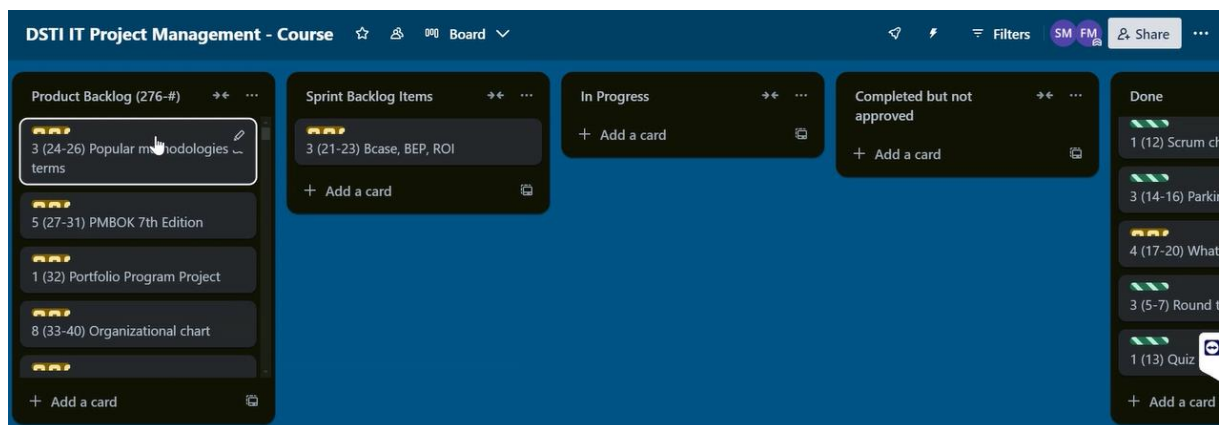 DSTI IT Project Management - Course
Board
Filters
SM
FM
Share
Product Backlog (276-#)
3 (24-26) Popular
terms
5 (27-31) PMBOK 7th Edition
1 (32) Portfolio Program Project
8 (33-40) Organizational chart
+ Add a card
Sprint Backlog Items
3 (21-23) Bcase, BEP, ROI
+ Add a card
In Progress
+ Add a card
Completed but not
approved
+ Add a card
Done
1 (12) Scrum
3 (14-16)
4 (17-20) What
3 (5-7) Round
1 (13) Quiz
+ Add a card